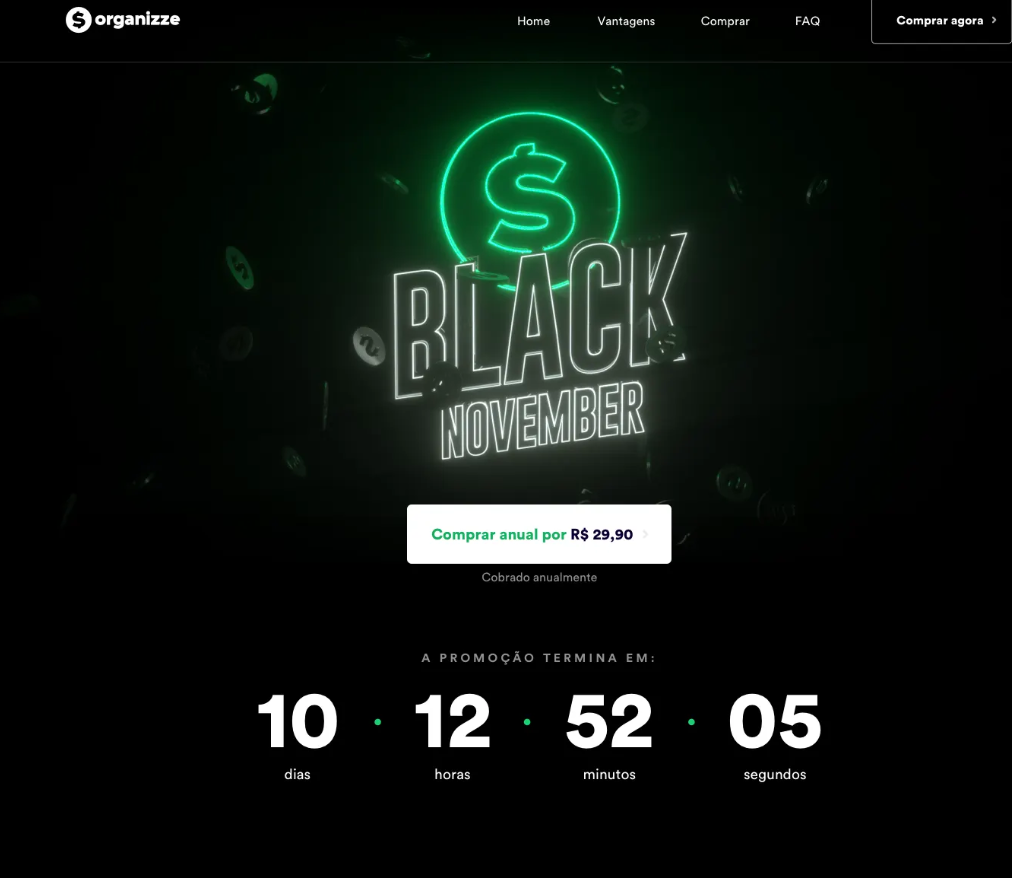 organizze
Home Vantagens Comprar FAQ Comprar agora
BLACK
NOVEMBER
Comprar anual por R$ 29,90
Cobrado anualmente
A PROMOÇÃO TERMINA EM:
10 · 12 · 52 · 05
dias horas minutos segundos